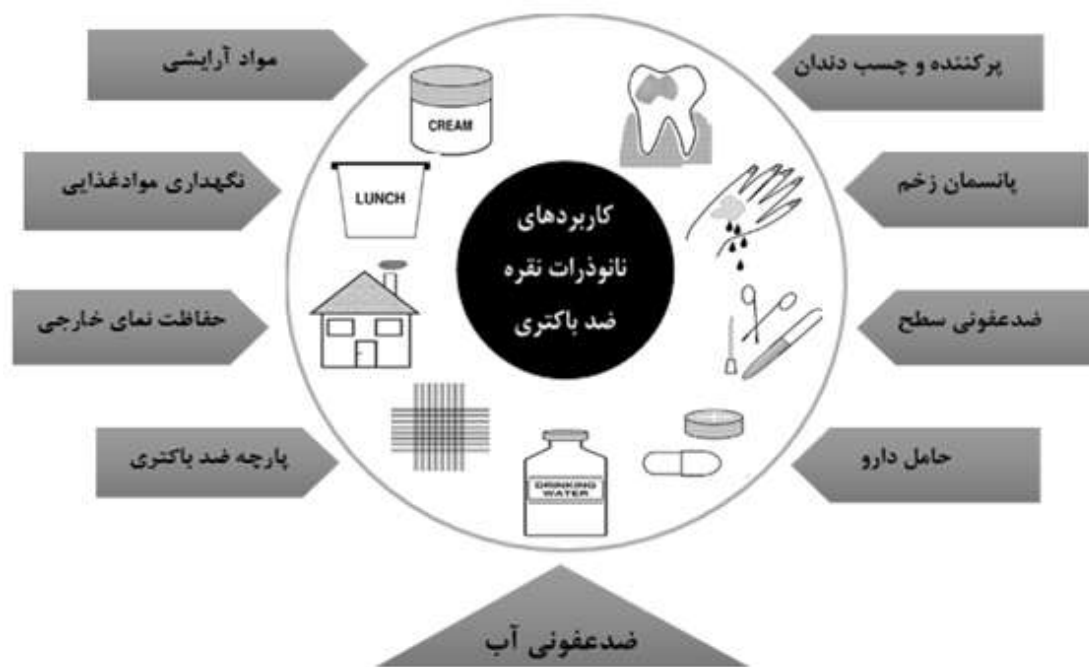 پرکننده و چسب دندان
مواد آرایشی
CREAM
پانسمان زخم
نگهداری موادغذایی
LUNCH
کاربردهای
نانوذرات نقره
ضد باکتری
ضدعفونی سطح
حفاظت نمای خارجی
حامل دارو
پارچه ضد باکتری
DRINKING
WATER
ضدعفونی آب